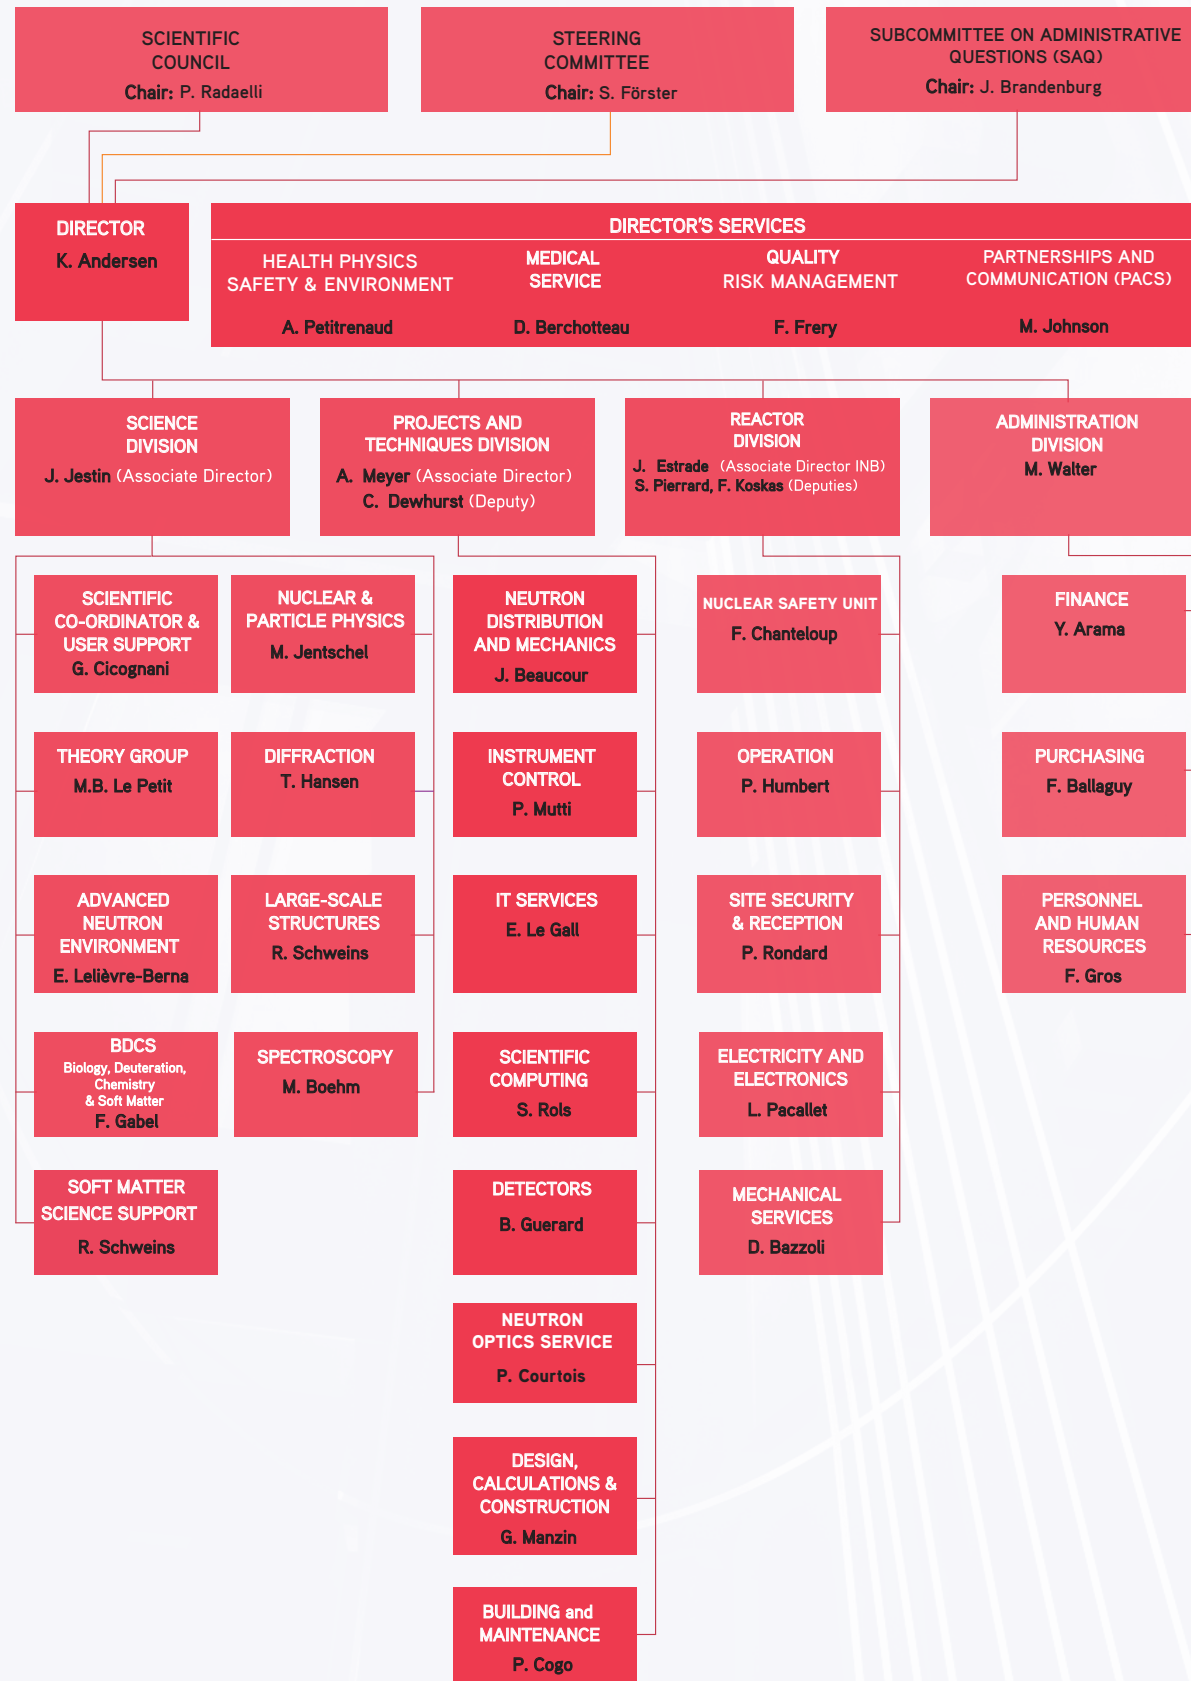 SCIENTIFIC
COUNCIL
Chair: P. Radaelli
STEERING
COMMITTEE
Chair: S. Förster
SUBCOMMITTEE ON ADMINISTRATIVE
QUESTIONS (SAQ)
Chair: J. Brandenburg
DIRECTOR
K. Andersen
DIRECTOR'S SERVICES
HEALTH PHYSICS
SAFETY & ENVIRONMENT
A. Petitrenaud
MEDICAL
SERVICE
D. Berchotteau
QUALITY
RISK MANAGEMENT
F. Frery
PARTNERSHIPS AND
COMMUNICATION (PACS)
M. Johnson
SCIENCE
DIVISION
J. Jestin (Associate Director)
PROJECTS AND
TECHNIQUES DIVISION
A. Meyer (Associate Director)
C. Dewhurst (Deputy)
REACTOR
DIVISION
J. Estrade (Associate Director INB)
S. Pierrard, F. Koskas (Deputies)
ADMINISTRATION
DIVISION
M. Walter
SCIENTIFIC
CO-ORDINATOR &
USER SUPPORT
G. Cicognani
NUCLEAR &
PARTICLE PHYSICS
M. Jentschel
NEUTRON
DISTRIBUTION
AND MECHANICS
J. Beaucour
NUCLEAR SAFETY UNIT
F. Chanteloup
FINANCE
Y. Arama
THEORY GROUP
M.B. Le Petit
DIFFRACTION
T. Hansen
INSTRUMENT
CONTROL
P. Mutti
OPERATION
P. Humbert
PURCHASING
F. Ballaguy
ADVANCED
NEUTRON
ENVIRONMENT
E. Lelièvre-Berna
LARGE-SCALE
STRUCTURES
R. Schweins
IT SERVICES
E. Le Gall
SITE SECURITY
& RECEPTION
P. Rondard
PERSONNEL
AND HUMAN
RESOURCES
F. Gros
BDCS
Biology, Deuteration,
Chemistry
& Soft Matter
F. Gabel
SPECTROSCOPY
M. Boehm
SCIENTIFIC
COMPUTING
S. Rols
ELECTRICITY AND
ELECTRONICS
L. Pacallet
SOFT MATTER
SCIENCE SUPPORT
R. Schweins
DETECTORS
B. Guerard
MECHANICAL
SERVICES
D. Bazzoli
NEUTRON
OPTICS SERVICE
P. Courtois
DESIGN,
CALCULATIONS &
CONSTRUCTION
G. Manzin
BUILDING and
MAINTENANCE
P. Cogo